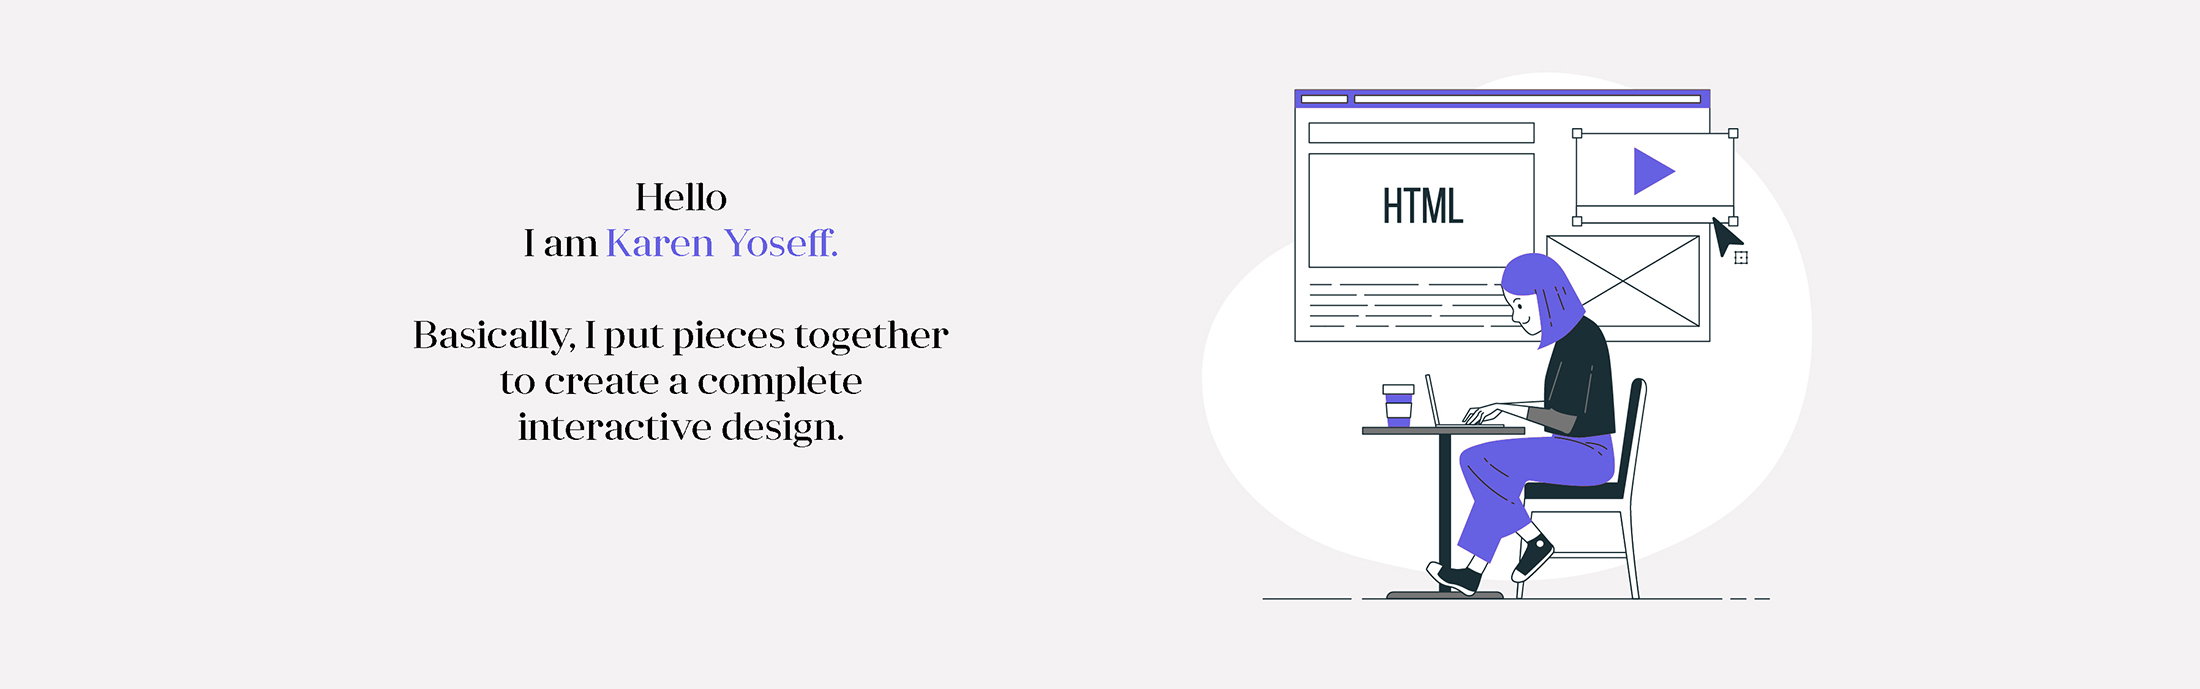 Hello
I am Karen Yoseff.
Basically, I put pieces together
to create a complete
interactive design.
HTML